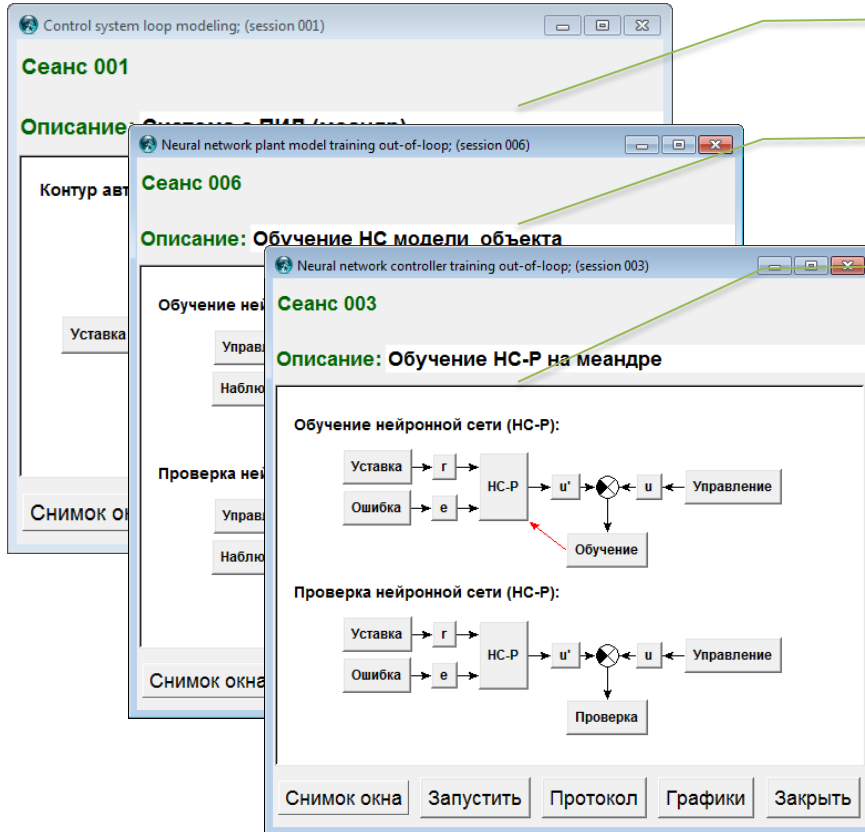 Control system loop modeling; (session 001)
Сеанс 001
Описание: Система с ПИД (меандр)
Контур авт
Уставка
Снимок ок
Neural network plant model training out-of-loop; (session 006)
Сеанс 006
Описание: Обучение НС модели объекта
Обучение ней
Управ
Наблю
Проверка ней
Управ
Наблю
Снимок окна
Neural network controller training out-of-loop; (session 003)
Сеанс 003
Описание: Обучение НС-Р на меандре
Обучение нейронной сети (НС-Р):
Уставка r НС-Р u' u Управление
Ошибка e
Обучение
Проверка нейронной сети (НС-Р):
Уставка r НС-Р u' u Управление
Ошибка e
Проверка
Снимок окна Запустить Протокол Графики Закрыть